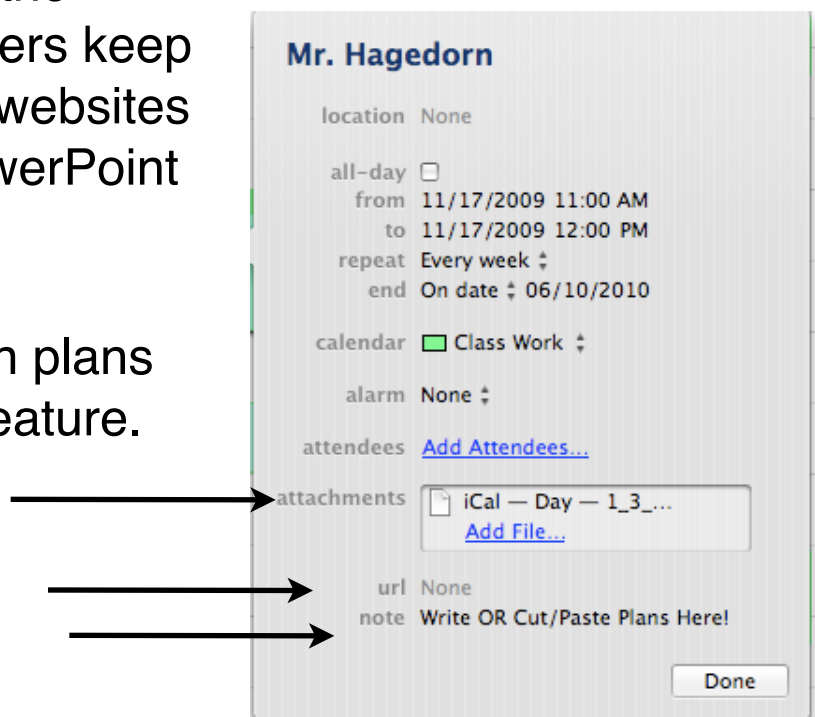 ers keep
websites
werPoint
n plans
eature.
Mr. Hagedorn
location None
all-day
from 11/17/2009 11:00 AM
to 11/17/2009 12:00 PM
repeat Every week
end On date 06/10/2010
calendar Class Work
alarm None
attendees Add Attendees...
attachments iCal — Day — 1_3_...
Add File...
url None
note Write OR Cut/Paste Plans Here!
Done